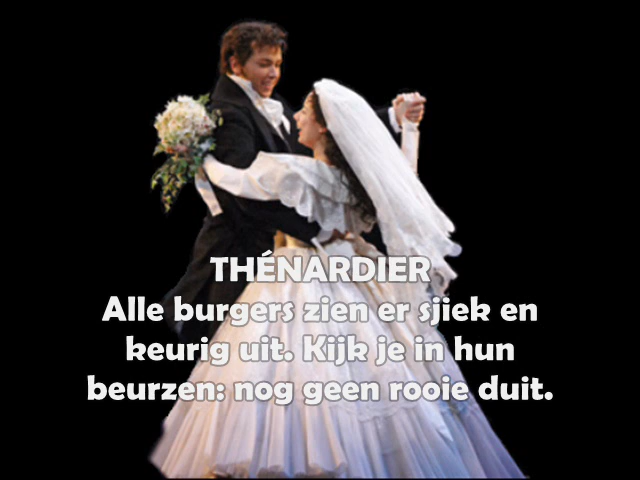 THÉNARDIER
Alle burgers zien er sjiek en
keurig uit. Kijk je in hun
beurzen: nog geen rooie duit.